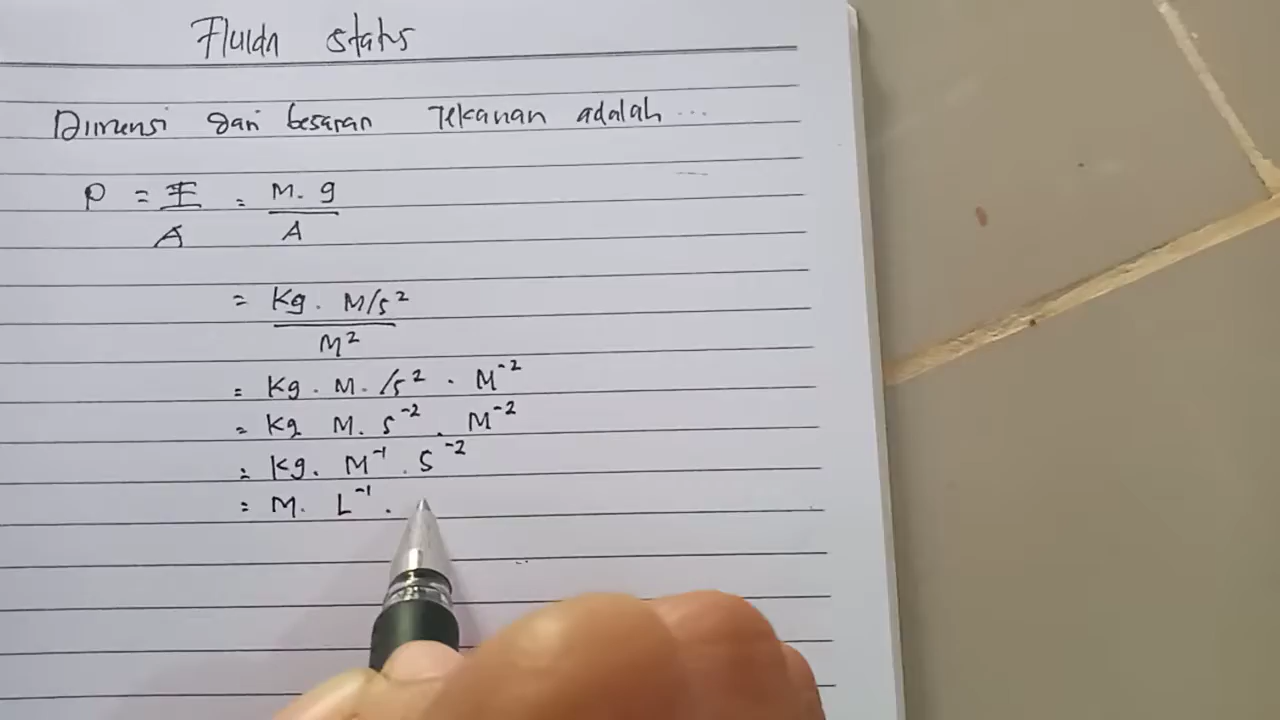 Fluida statis
Dimensi dari besaran Tekanan adalah ...
P = F/A = M. g/A
= Kg . M/s²/M²
= Kg . M. /s² . M⁻²
= Kg M. s⁻² . M⁻²
= Kg. M⁻¹ . S⁻²
= M. L⁻¹ .